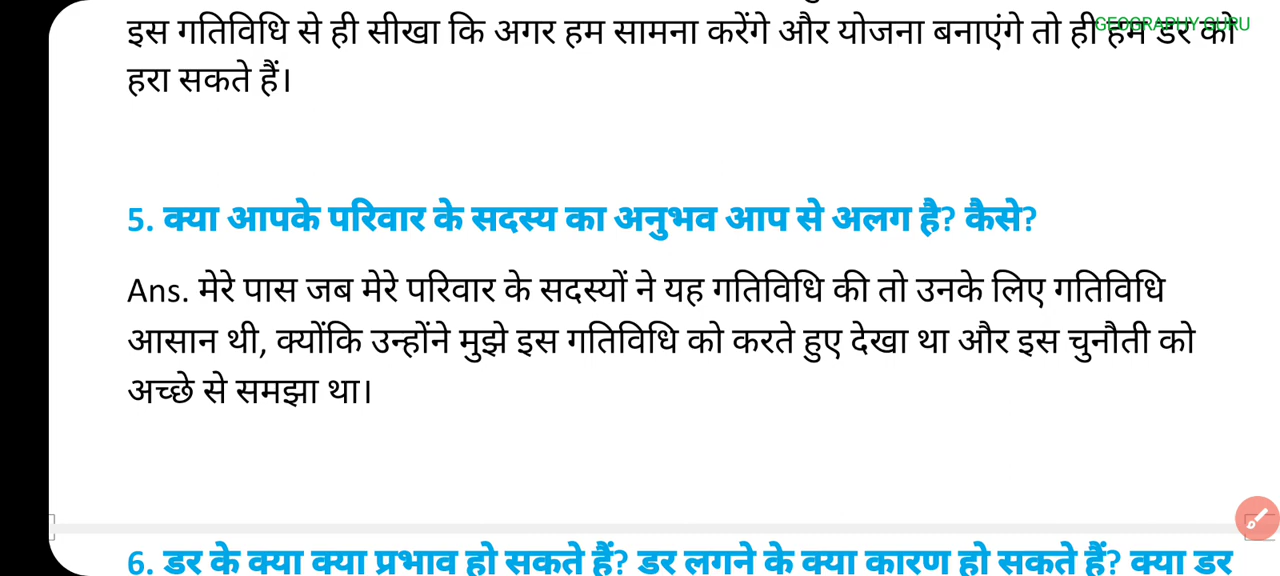 इस गतिविधि से ही सीखा कि अगर हम सामना करेंगे और योजना बनाएंगे तो ही हम डर को
GEOGRAPHY GURU
हरा सकते हैं।
5. क्या आपके परिवार के सदस्य का अनुभव आप से अलग है? कैसे?
Ans. मेरे पास जब मेरे परिवार के सदस्यों ने यह गतिविधि की तो उनके लिए गतिविधि
आसान थी, क्योंकि उन्होंने मुझे इस गतिविधि को करते हुए देखा था और इस चुनौती को
अच्छे से समझा था।
6. डर के क्या क्या प्रभाव हो सकते हैं? डर लगने के क्या कारण हो सकते हैं? क्या डर